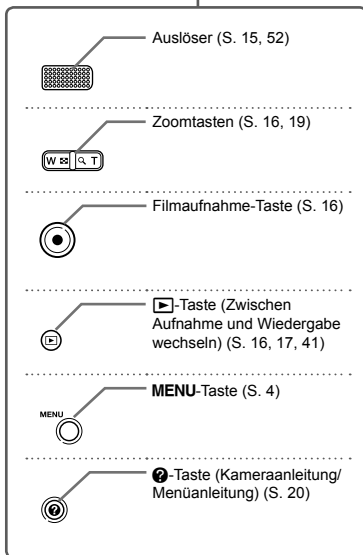 Auslöser (S. 15, 52)
Zoomtasten (S. 16, 19)
W T
Filmaufnahme-Taste (S. 16)
-Taste (Zwischen
Aufnahme und Wiedergabe
wechseln) (S. 16, 17, 41)
MENU-Taste (S. 4)
MENU
?-Taste (Kameraanleitung/
Menüanleitung) (S. 20)
?